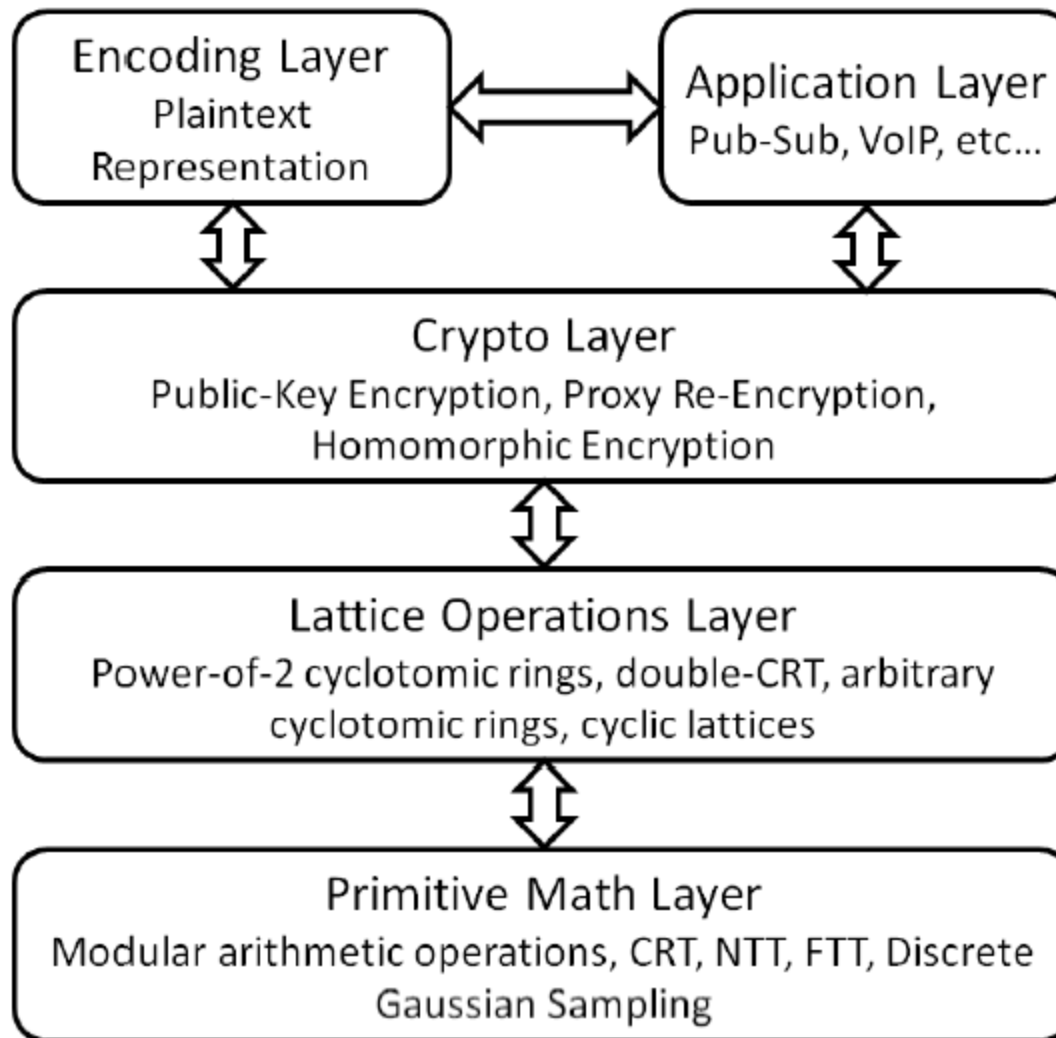 Encoding Layer
Plaintext
Representation
Application Layer
Pub-Sub, VoIP, etc...
Crypto Layer
Public-Key Encryption, Proxy Re-Encryption,
Homomorphic Encryption
Lattice Operations Layer
Power-of-2 cyclotomic rings, double-CRT, arbitrary
cyclotomic rings, cyclic lattices
Primitive Math Layer
Modular arithmetic operations, CRT, NTT, FTT, Discrete
Gaussian Sampling